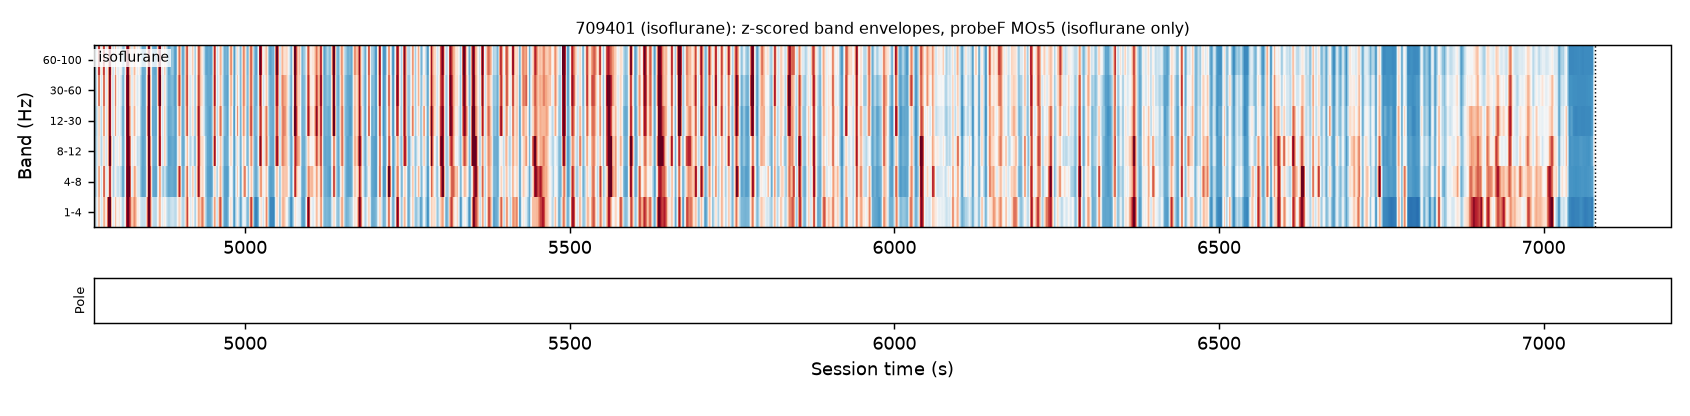 709401 (isoflurane): z-scored band envelopes, probeF MOs5 (isoflurane only)
isoflurane
Band (Hz)
60-100
30-60
12-30
8-12
4-8
1-4
5000 5500 6000 6500 7000
Pole
5000 5500 6000 6500 7000
Session time (s)